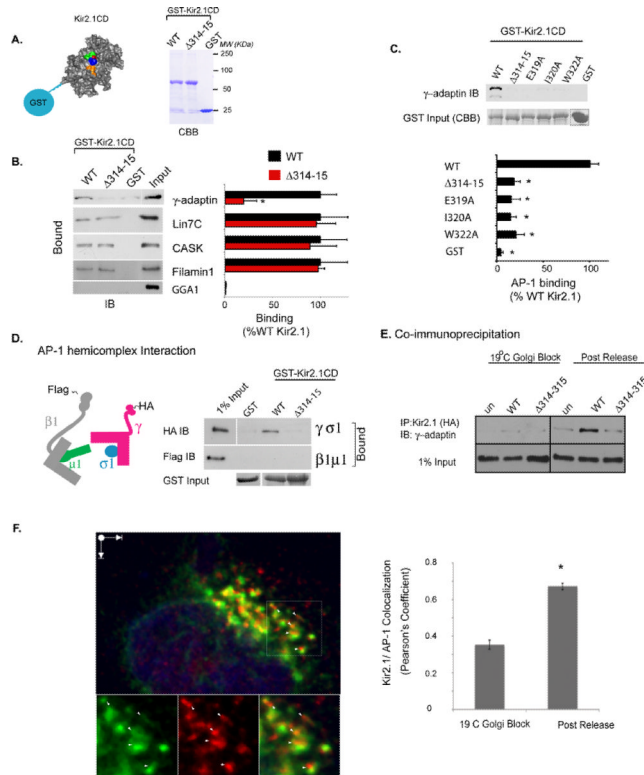 A.
Kir2.1CD
GST
GST-Kir2.1CD
WT
Δ314-15
GST
MW (KDa)
250
100
50
25
CBB
B.
GST-Kir2.1CD
WT
Δ314-15
GST
Input
Bound
γ-adaptin
Lin7C
CASK
Filamin1
GGA1
IB
WT
Δ314-15
*
0
50
100
Binding
(%WT Kir2.1)
C.
GST-Kir2.1CD
WT
Δ314-15
E319A
I320A
W322A
GST
γ-adaptin IB
GST Input (CBB)
WT
Δ314-15 *
E319A *
I320A *
W322A *
GST *
0
50
100
AP-1 binding
(% WT Kir2.1)
D.
AP-1 hemicomplex Interaction
Flag
β1
μ1
HA
γ
σ1
GST-Kir2.1CD
1% Input
GST
WT
Δ314-15
HA IB
γσ1
Flag IB
β1μ1
Bound
GST Input
E. Co-immunoprecipitation
19°C Golgi Block
Post Release
un
WT
Δ314-315
un
WT
Δ314-315
IP:Kir2.1 (HA)
IB: γ-adaptin
1% Input
F.
Kir2.1/ AP-1 Colocalization
(Pearson's Coefficient)
0.8
0.6
0.4
0.2
0
*
19 C Golgi Block
Post Release